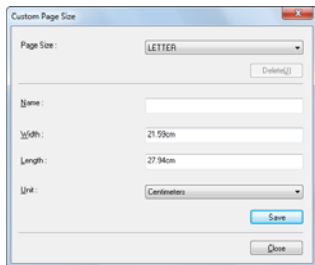 Custom Page Size
Page Size :
LETTER
Delete(J)
Name :
Width :
21.59cm
Length :
27.94cm
Unit :
Centimeters
Save
Close